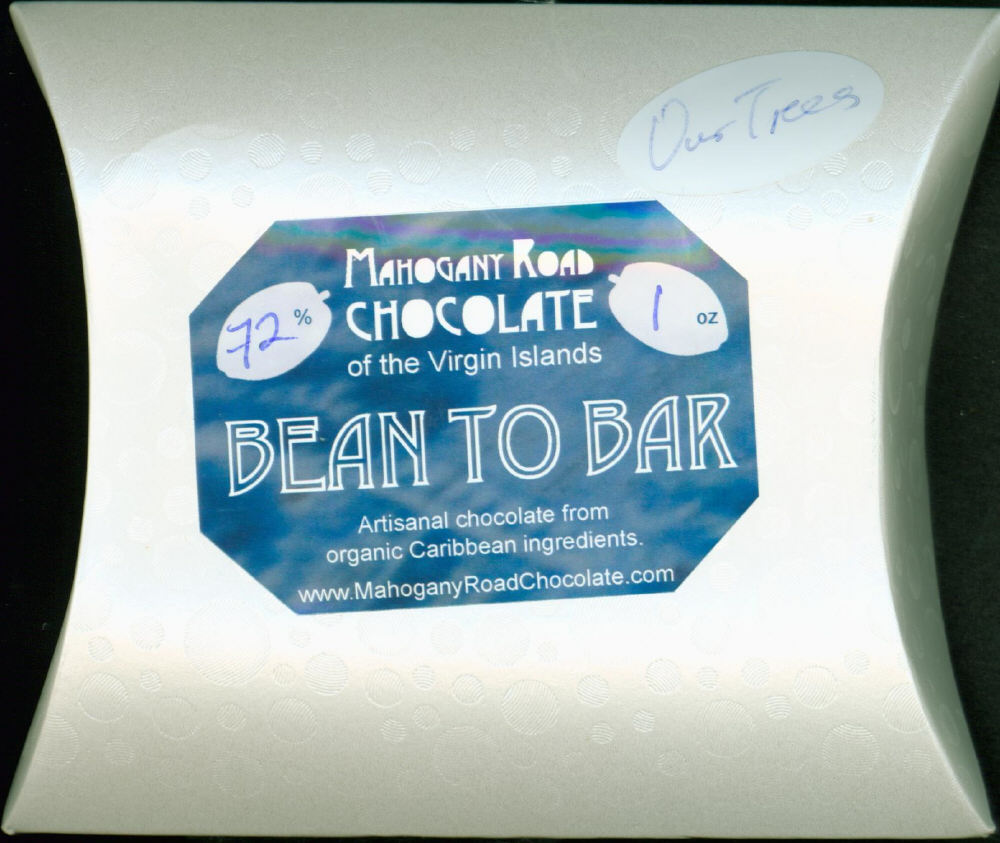 Our Trees
Mahogany Road
CHOCOLATE
72 %
1 oz
of the Virgin Islands
BEAN TO BAR
Artisanal chocolate from
organic Caribbean ingredients.
www.MahoganyRoadChocolate.com